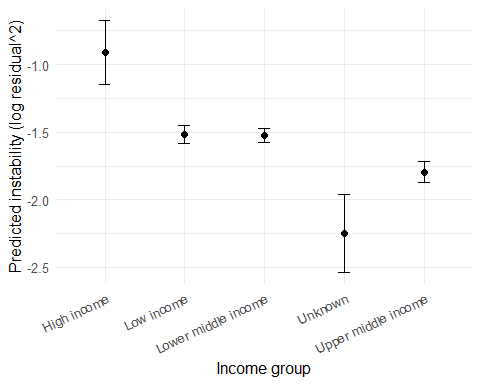 Predicted instability (log residual^2)
-1.0
-1.5
-2.0
-2.5
High income
Low income
Lower middle income
Unknown
Upper middle income
Income group